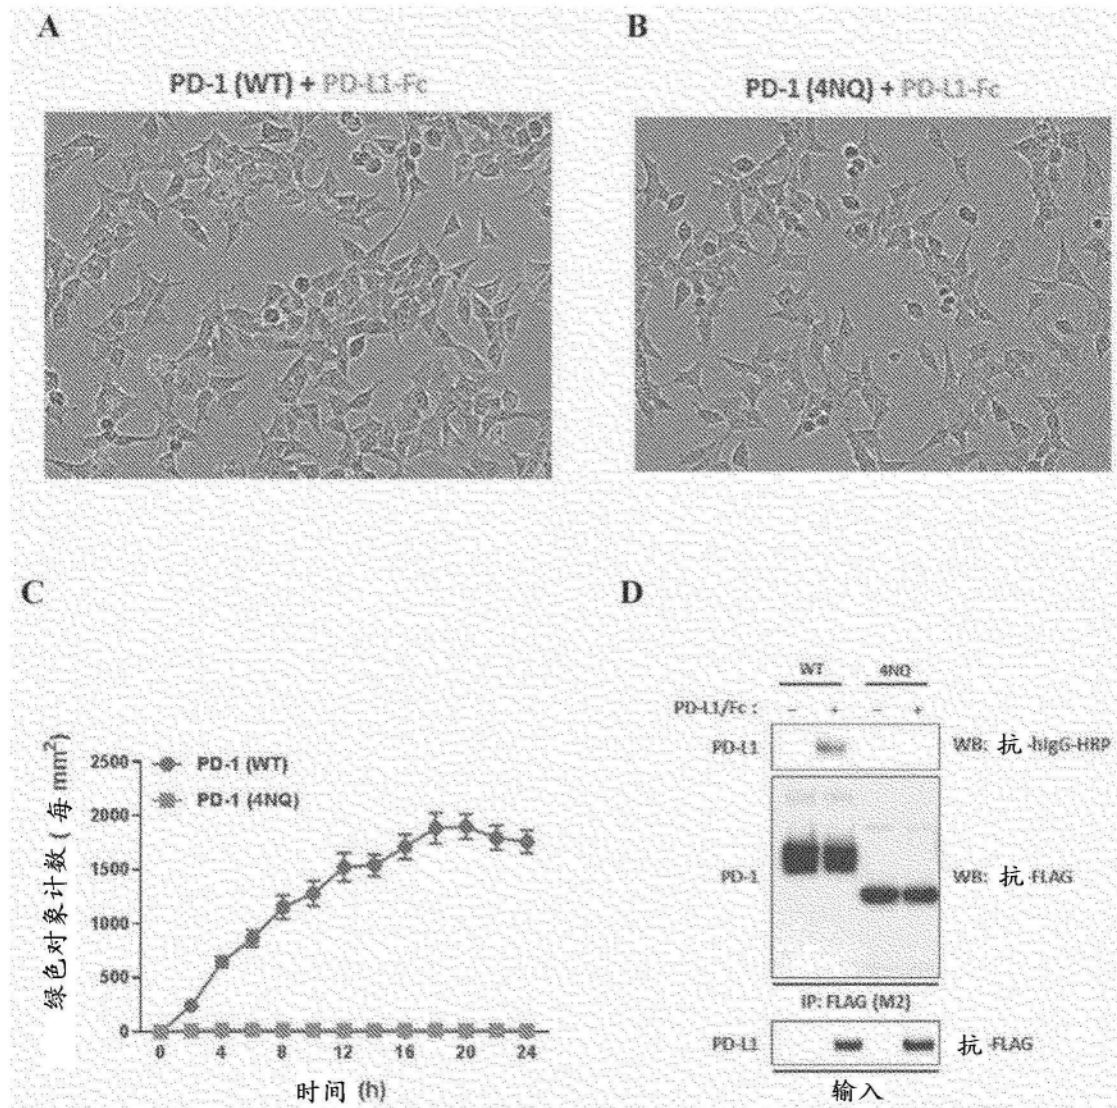 A
B
PD-1 (WT) + PD-L1-Fc
PD-1 (4NQ) + PD-L1-Fc
C
D
绿色对象计数(每 mm²)
2500
2000
1500
1000
500
0
PD-1 (WT)
PD-1 (4NQ)
0 4 8 12 16 20 24
时间 (h)
WT 4NQ
PD-L1/Fc : − + − +
PD-L1
WB: 抗-hIgG-HRP
PD-1
WB: 抗-FLAG
IP: FLAG (M2)
PD-L1
抗-FLAG
输入